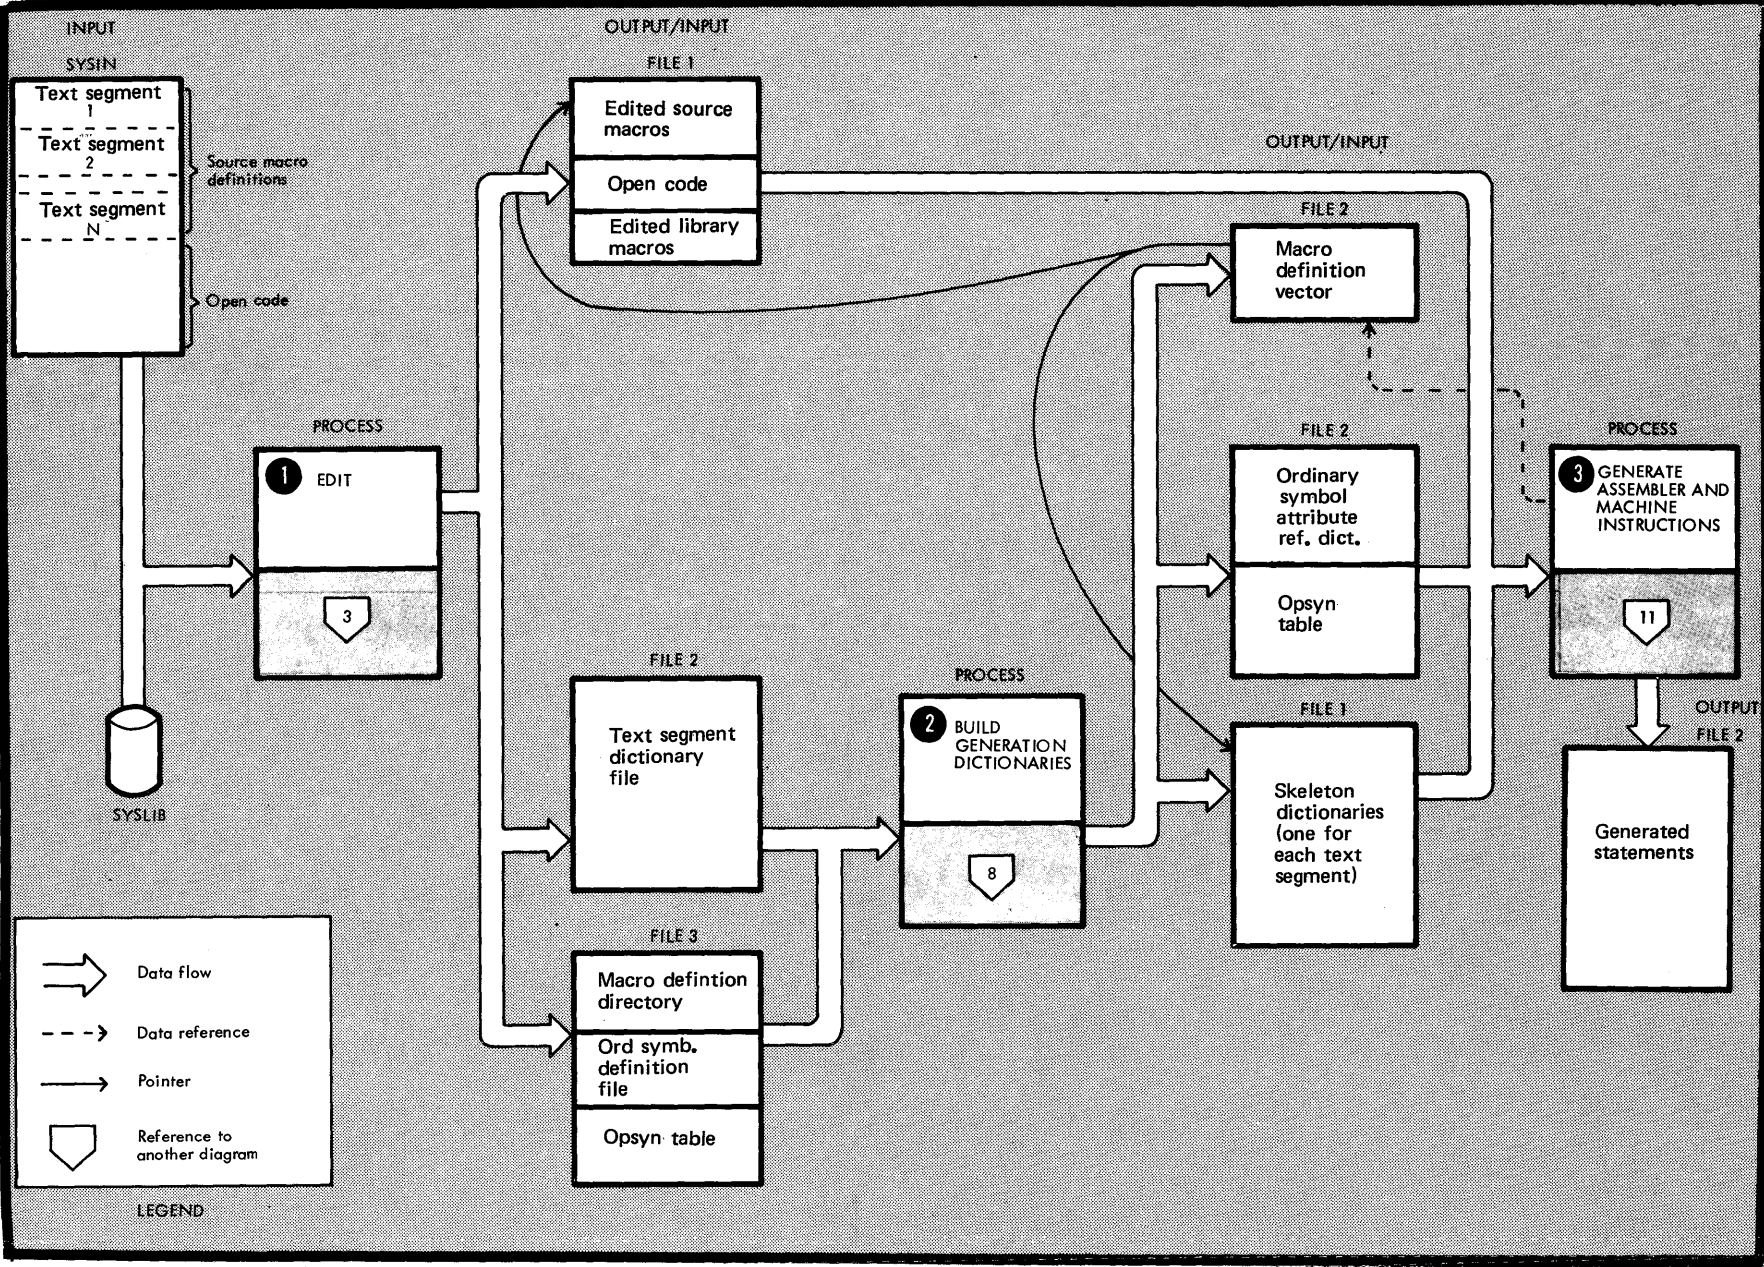 INPUT
SYSIN
Text segment
1
Text segment
2
Text segment
N
Source macro
definitions
Open code
SYSLIB
PROCESS
1 EDIT
3
OUTPUT/INPUT
FILE 1
Edited source
macros
Open code
Edited library
macros
FILE 2
Text segment
dictionary
file
FILE 3
Macro defintion
directory
Ord symb.
definition
file
Opsyn table
PROCESS
2 BUILD
GENERATION
DICTIONARIES
8
OUTPUT/INPUT
FILE 2
Macro
definition
vector
FILE 2
Ordinary
symbol
attribute
ref. dict.
Opsyn
table
FILE 1
Skeleton
dictionaries
(one for
each text
segment)
PROCESS
3 GENERATE
ASSEMBLER AND
MACHINE
INSTRUCTIONS
11
OUTPUT
FILE 2
Generated
statements
Data flow
Data reference
Pointer
Reference to
another diagram
LEGEND